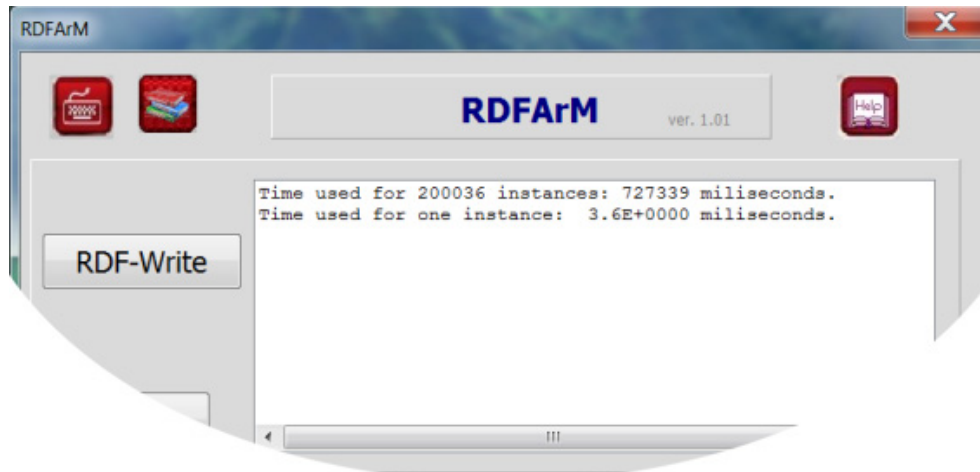 RDFArM
RDFArM ver. 1.01
Help
Time used for 200036 instances: 727339 miliseconds.
Time used for one instance:  3.6E+0000 miliseconds.
RDF-Write